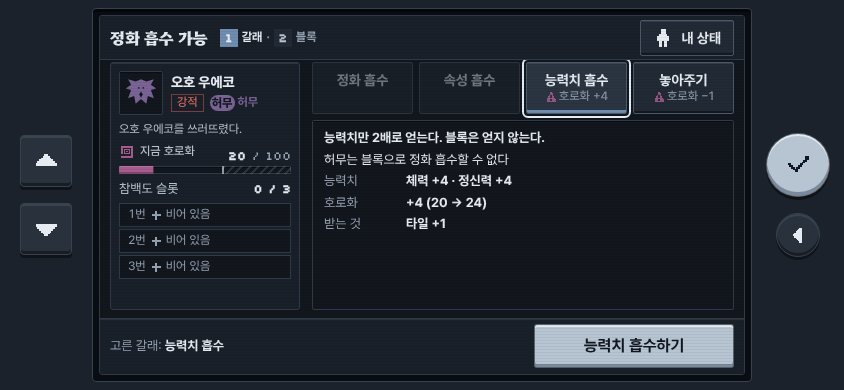 정화 흡수 가능 1 갈래 · 2 블록
내 상태
오호 우에코
강적 허무 허무
오호 우에코를 쓰러뜨렸다.
지금 호로화 20 / 100
참백도 슬롯 0 / 3
1번 + 비어 있음
2번 + 비어 있음
3번 + 비어 있음
정화 흡수
속성 흡수
능력치 흡수
호로화 +4
놓아주기
호로화 −1
능력치만 2배로 얻는다. 블록은 얻지 않는다.
허무는 블록으로 정화 흡수할 수 없다
능력치 체력 +4 · 정신력 +4
호로화 +4 (20 → 24)
받는 것 타일 +1
고른 갈래: 능력치 흡수
능력치 흡수하기